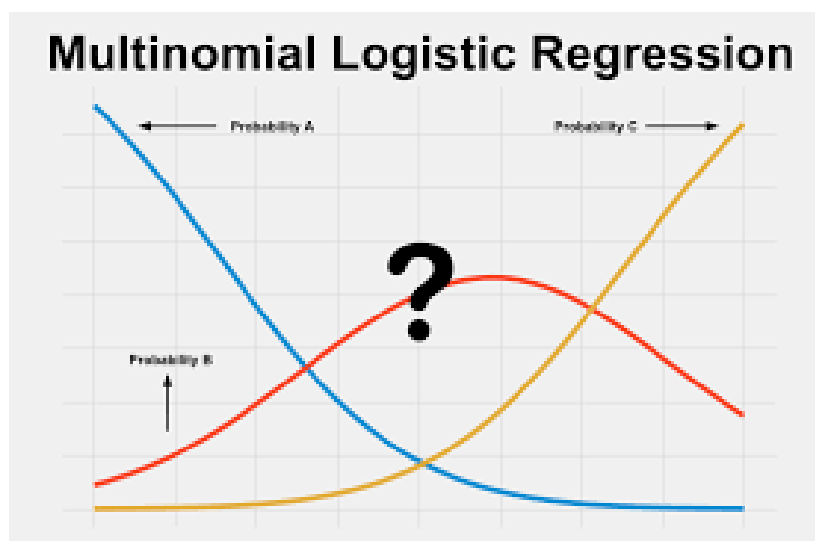 Multinomial Logistic Regression
Probability A
Probability C
?
Probability B